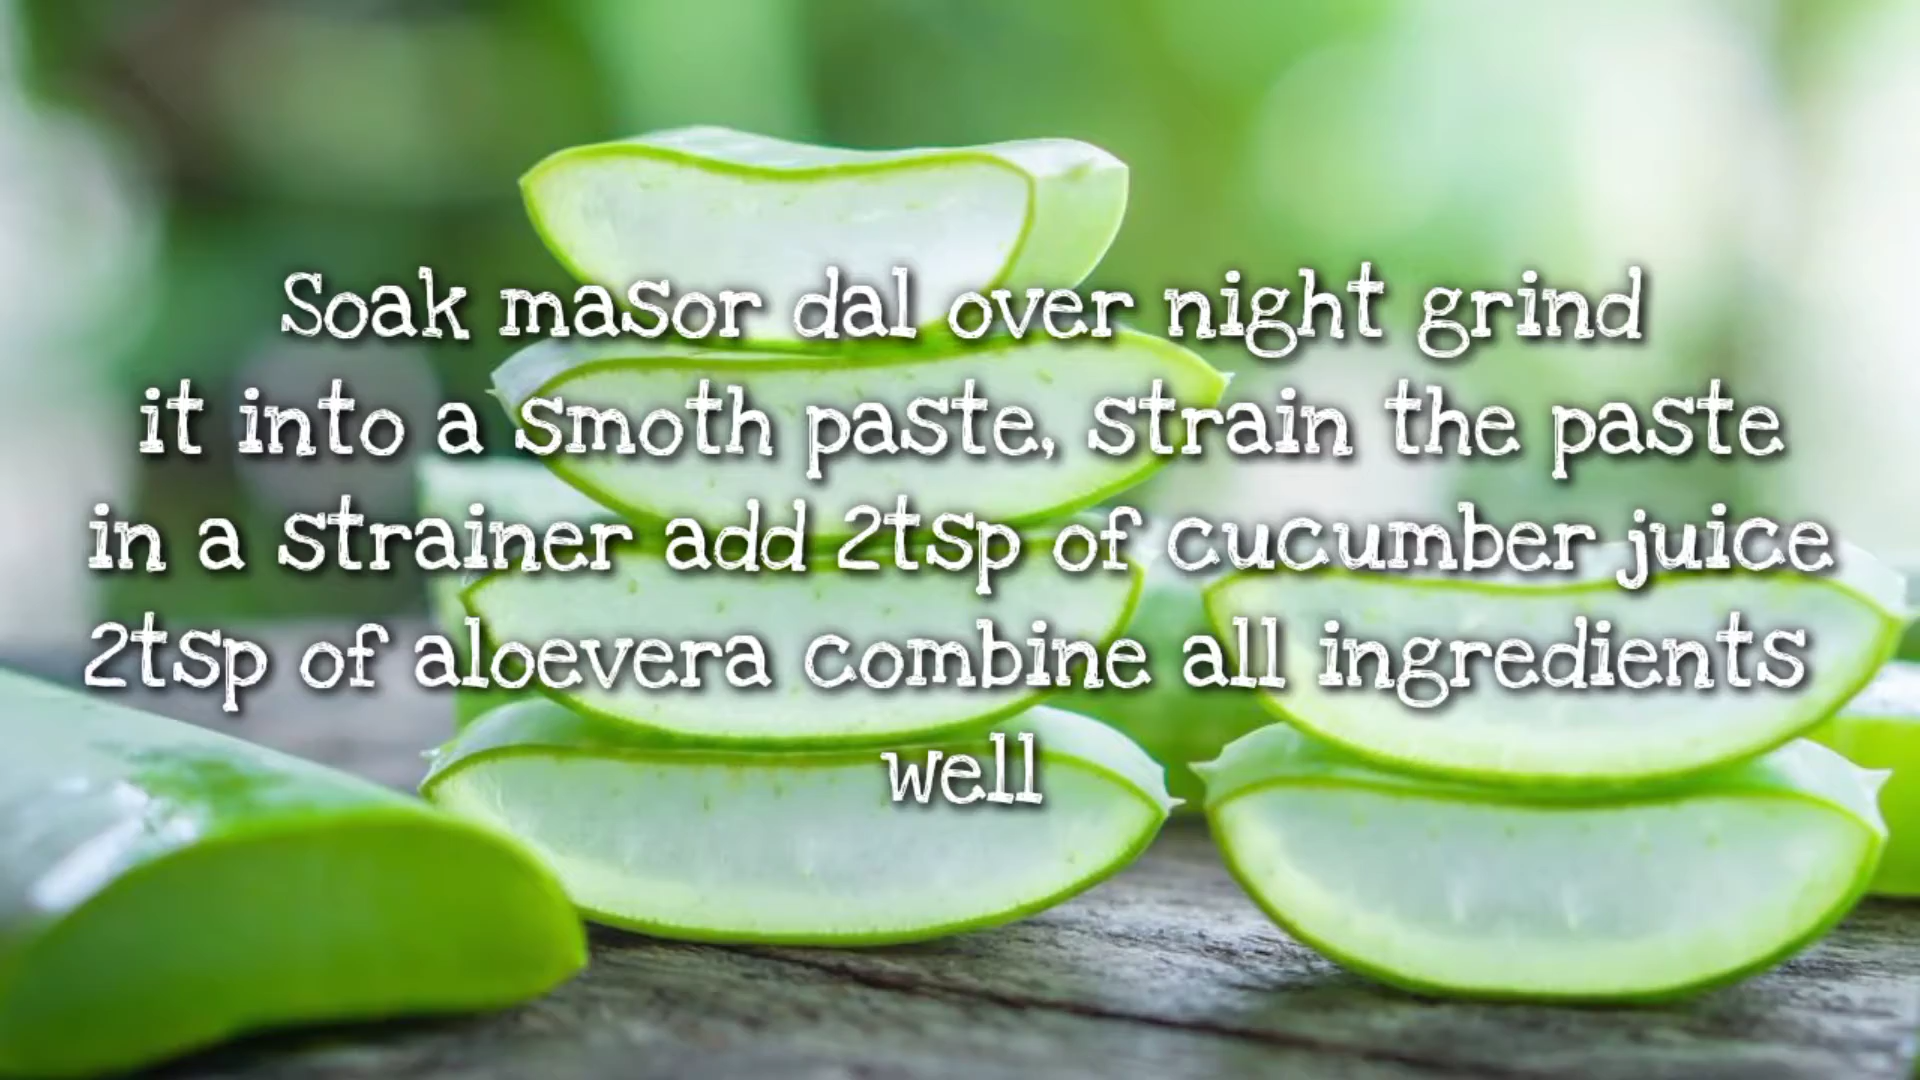 Soak masor dal over night grind
it into a smoth paste, strain the paste
in a strainer add 2tsp of cucumber juice
2tsp of aloevera combine all ingredients
well